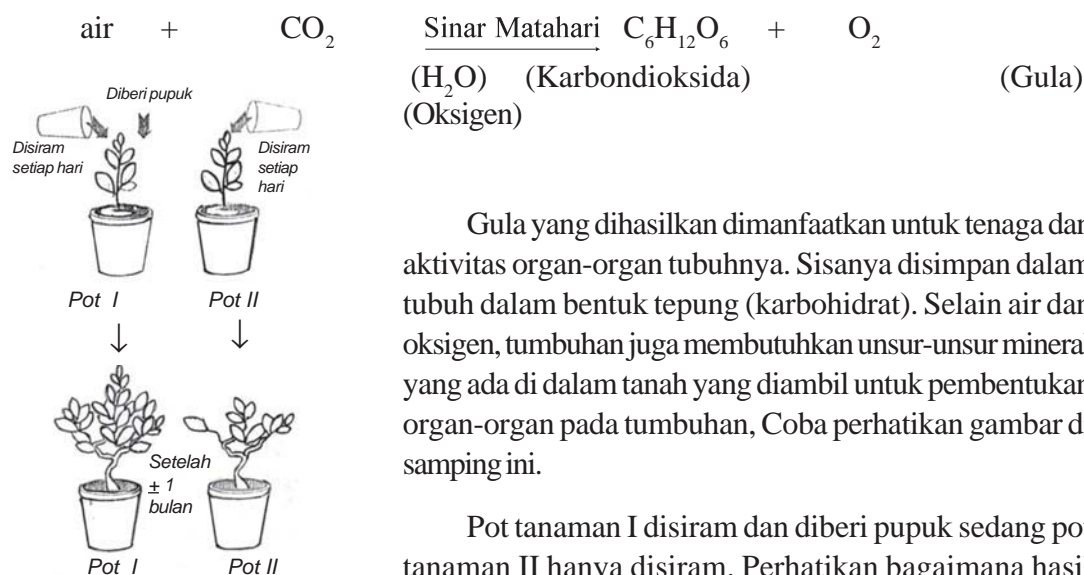 air + CO₂ Sinar Matahari C₆H₁₂O₆ + O₂
(H₂O) (Karbondioksida) (Gula)
(Oksigen)
Diberi pupuk
Disiram
setiap hari
Disiram
setiap
hari
Pot I Pot II
Setelah
± 1
bulan
Pot I Pot II
Gula yang dihasilkan dimanfaatkan untuk tenaga dan
aktivitas organ-organ tubuhnya. Sisanya disimpan dalam
tubuh dalam bentuk tepung (karbohidrat). Selain air dan
oksigen, tumbuhan juga membutuhkan unsur-unsur mineral
yang ada di dalam tanah yang diambil untuk pembentukan
organ-organ pada tumbuhan, Coba perhatikan gambar di
samping ini.
Pot tanaman I disiram dan diberi pupuk sedang pot
tanaman II hanya disiram. Perhatikan bagaimana